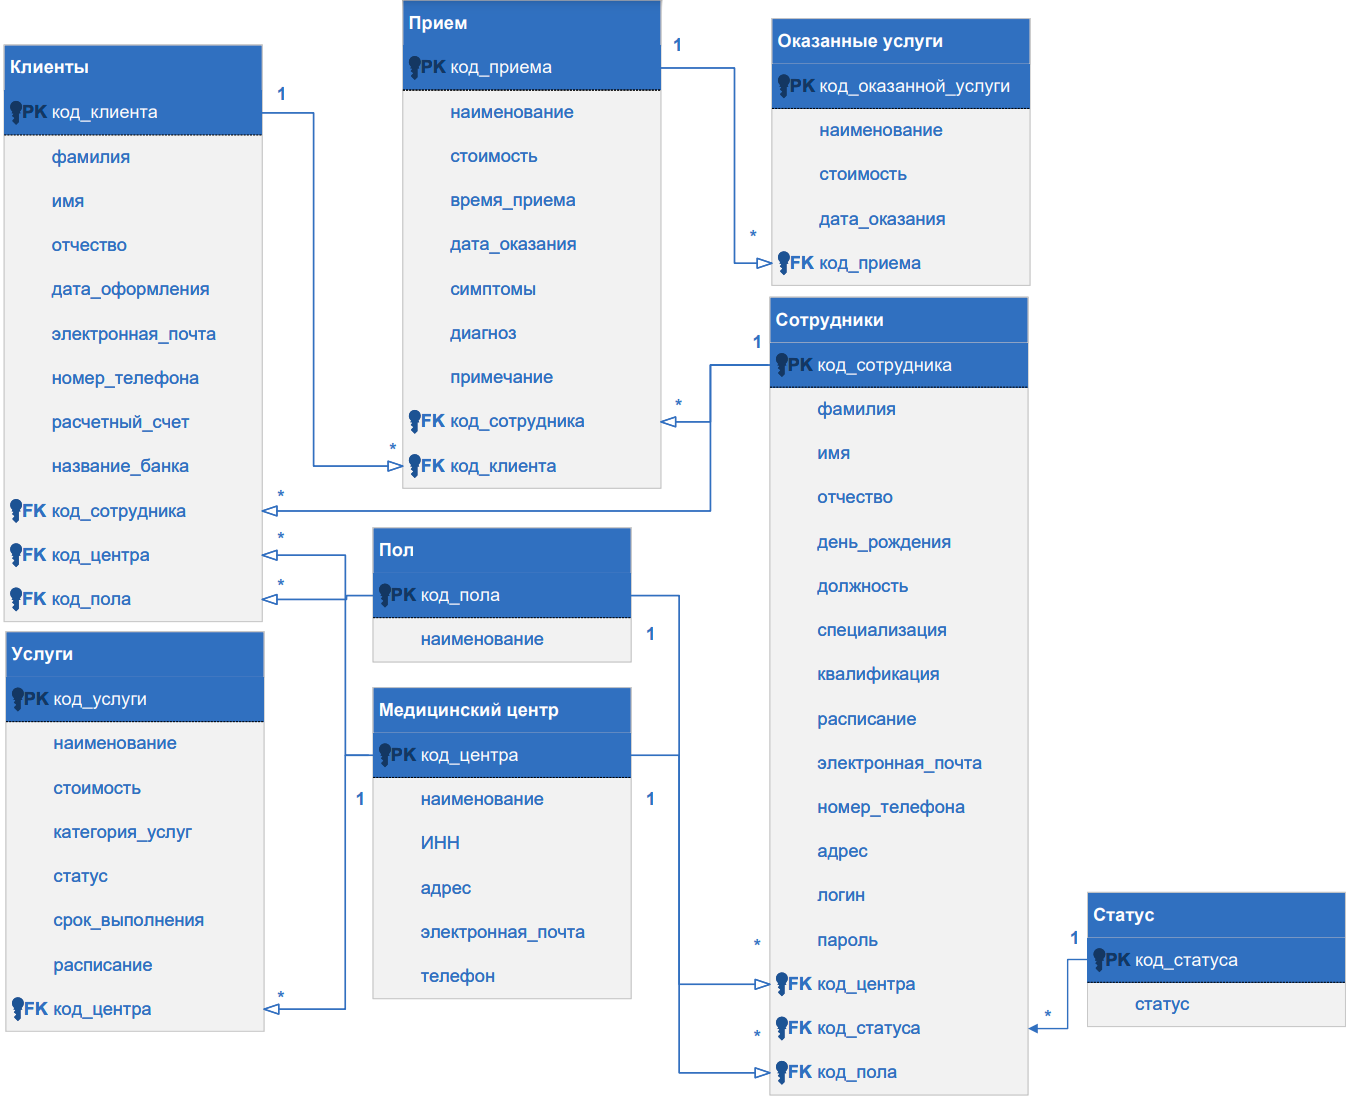 Клиенты
PK код_клиента
фамилия
имя
отчество
дата_оформления
электронная_почта
номер_телефона
расчетный_счет
название_банка
FK код_сотрудника
FK код_центра
FK код_пола
1
*
*
*
Прием
PK код_приема
наименование
стоимость
время_приема
дата_оказания
симптомы
диагноз
примечание
FK код_сотрудника
FK код_клиента
1
*
*
Оказанные услуги
PK код_оказанной_услуги
наименование
стоимость
дата_оказания
FK код_приема
*
Сотрудники
1
PK код_сотрудника
фамилия
имя
отчество
день_рождения
должность
специализация
квалификация
расписание
электронная_почта
номер_телефона
адрес
логин
пароль
FK код_центра
FK код_статуса
FK код_пола
*
*
Пол
PK код_пола
наименование
1
Услуги
PK код_услуги
наименование
стоимость
категория_услуг
статус
срок_выполнения
расписание
FK код_центра
*
Медицинский центр
PK код_центра
наименование
ИНН
адрес
электронная_почта
телефон
1
1
Статус
PK код_статуса
статус
1
*